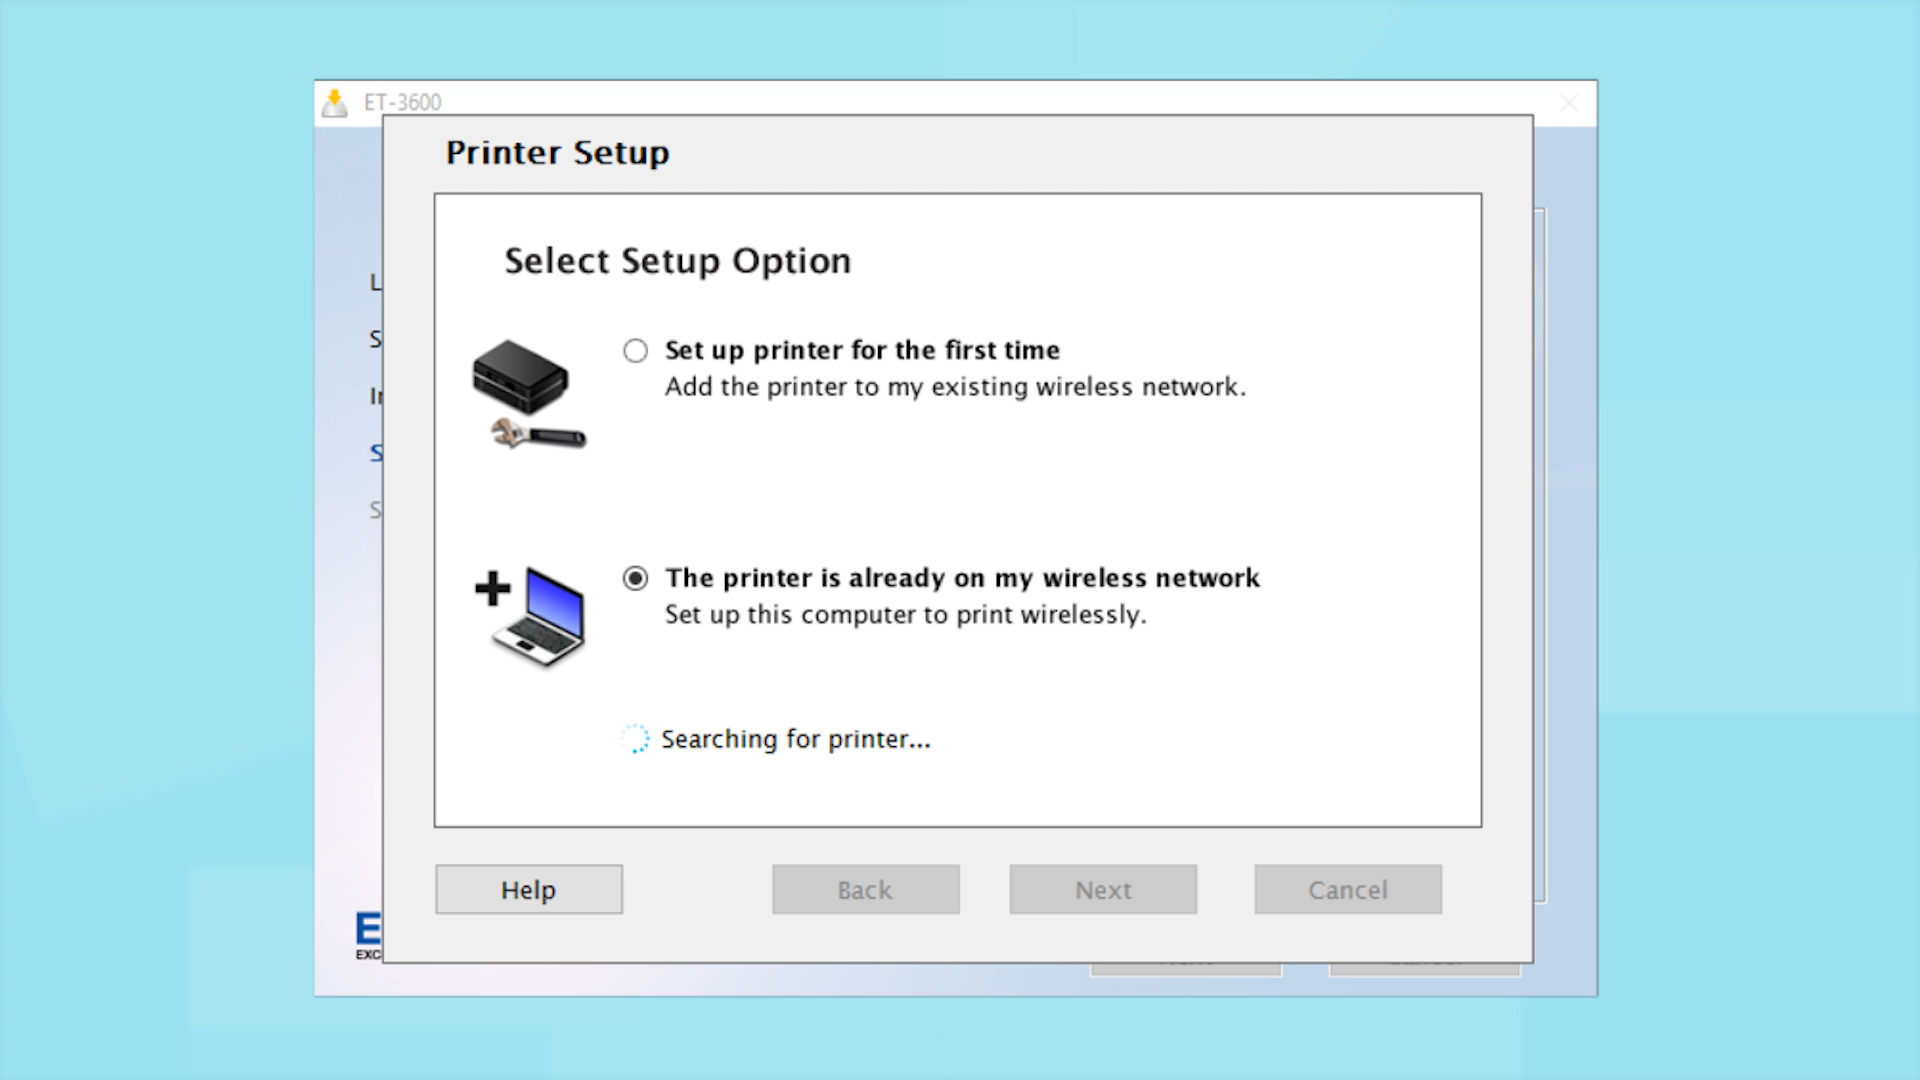 ET-3600
Printer Setup
Select Setup Option
Set up printer for the first time
Add the printer to my existing wireless network.
The printer is already on my wireless network
Set up this computer to print wirelessly.
Searching for printer...
Help
Back
Next
Cancel